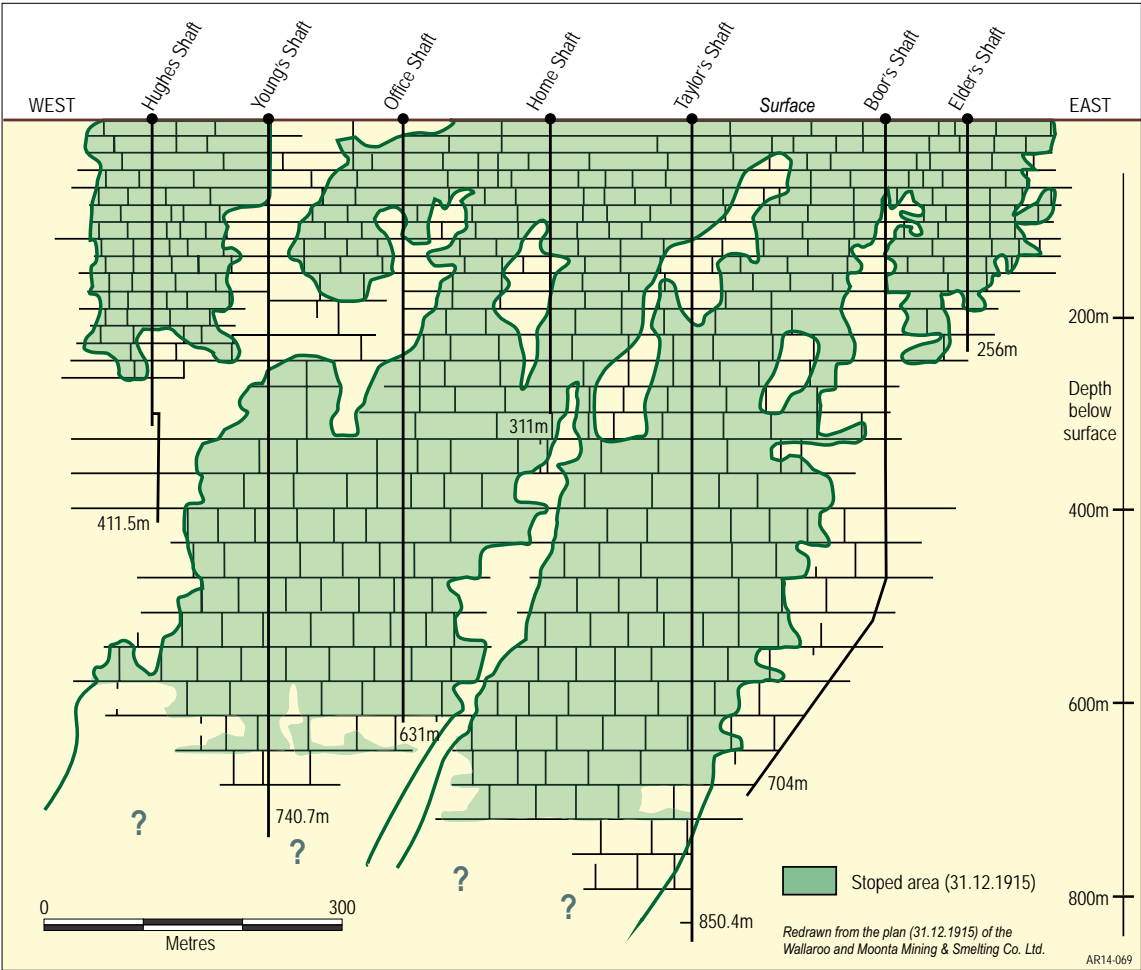 Hughes Shaft
Young's Shaft
Office Shaft
Home Shaft
Taylor's Shaft
Boor's Shaft
Elder's Shaft
WEST
Surface
EAST
200m
256m
Depth
below
surface
311m
400m
411.5m
600m
631m
704m
740.7m
?
?
?
?
800m
850.4m
Stoped area (31.12.1915)
0 300
Metres
Redrawn from the plan (31.12.1915) of the
Wallaroo and Moonta Mining & Smelting Co. Ltd.
AR14-069